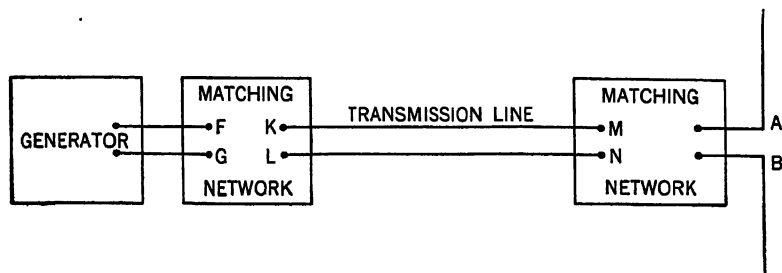 GENERATOR
MATCHING
F K
G L
NETWORK
TRANSMISSION LINE
MATCHING
M
N
NETWORK
A
B